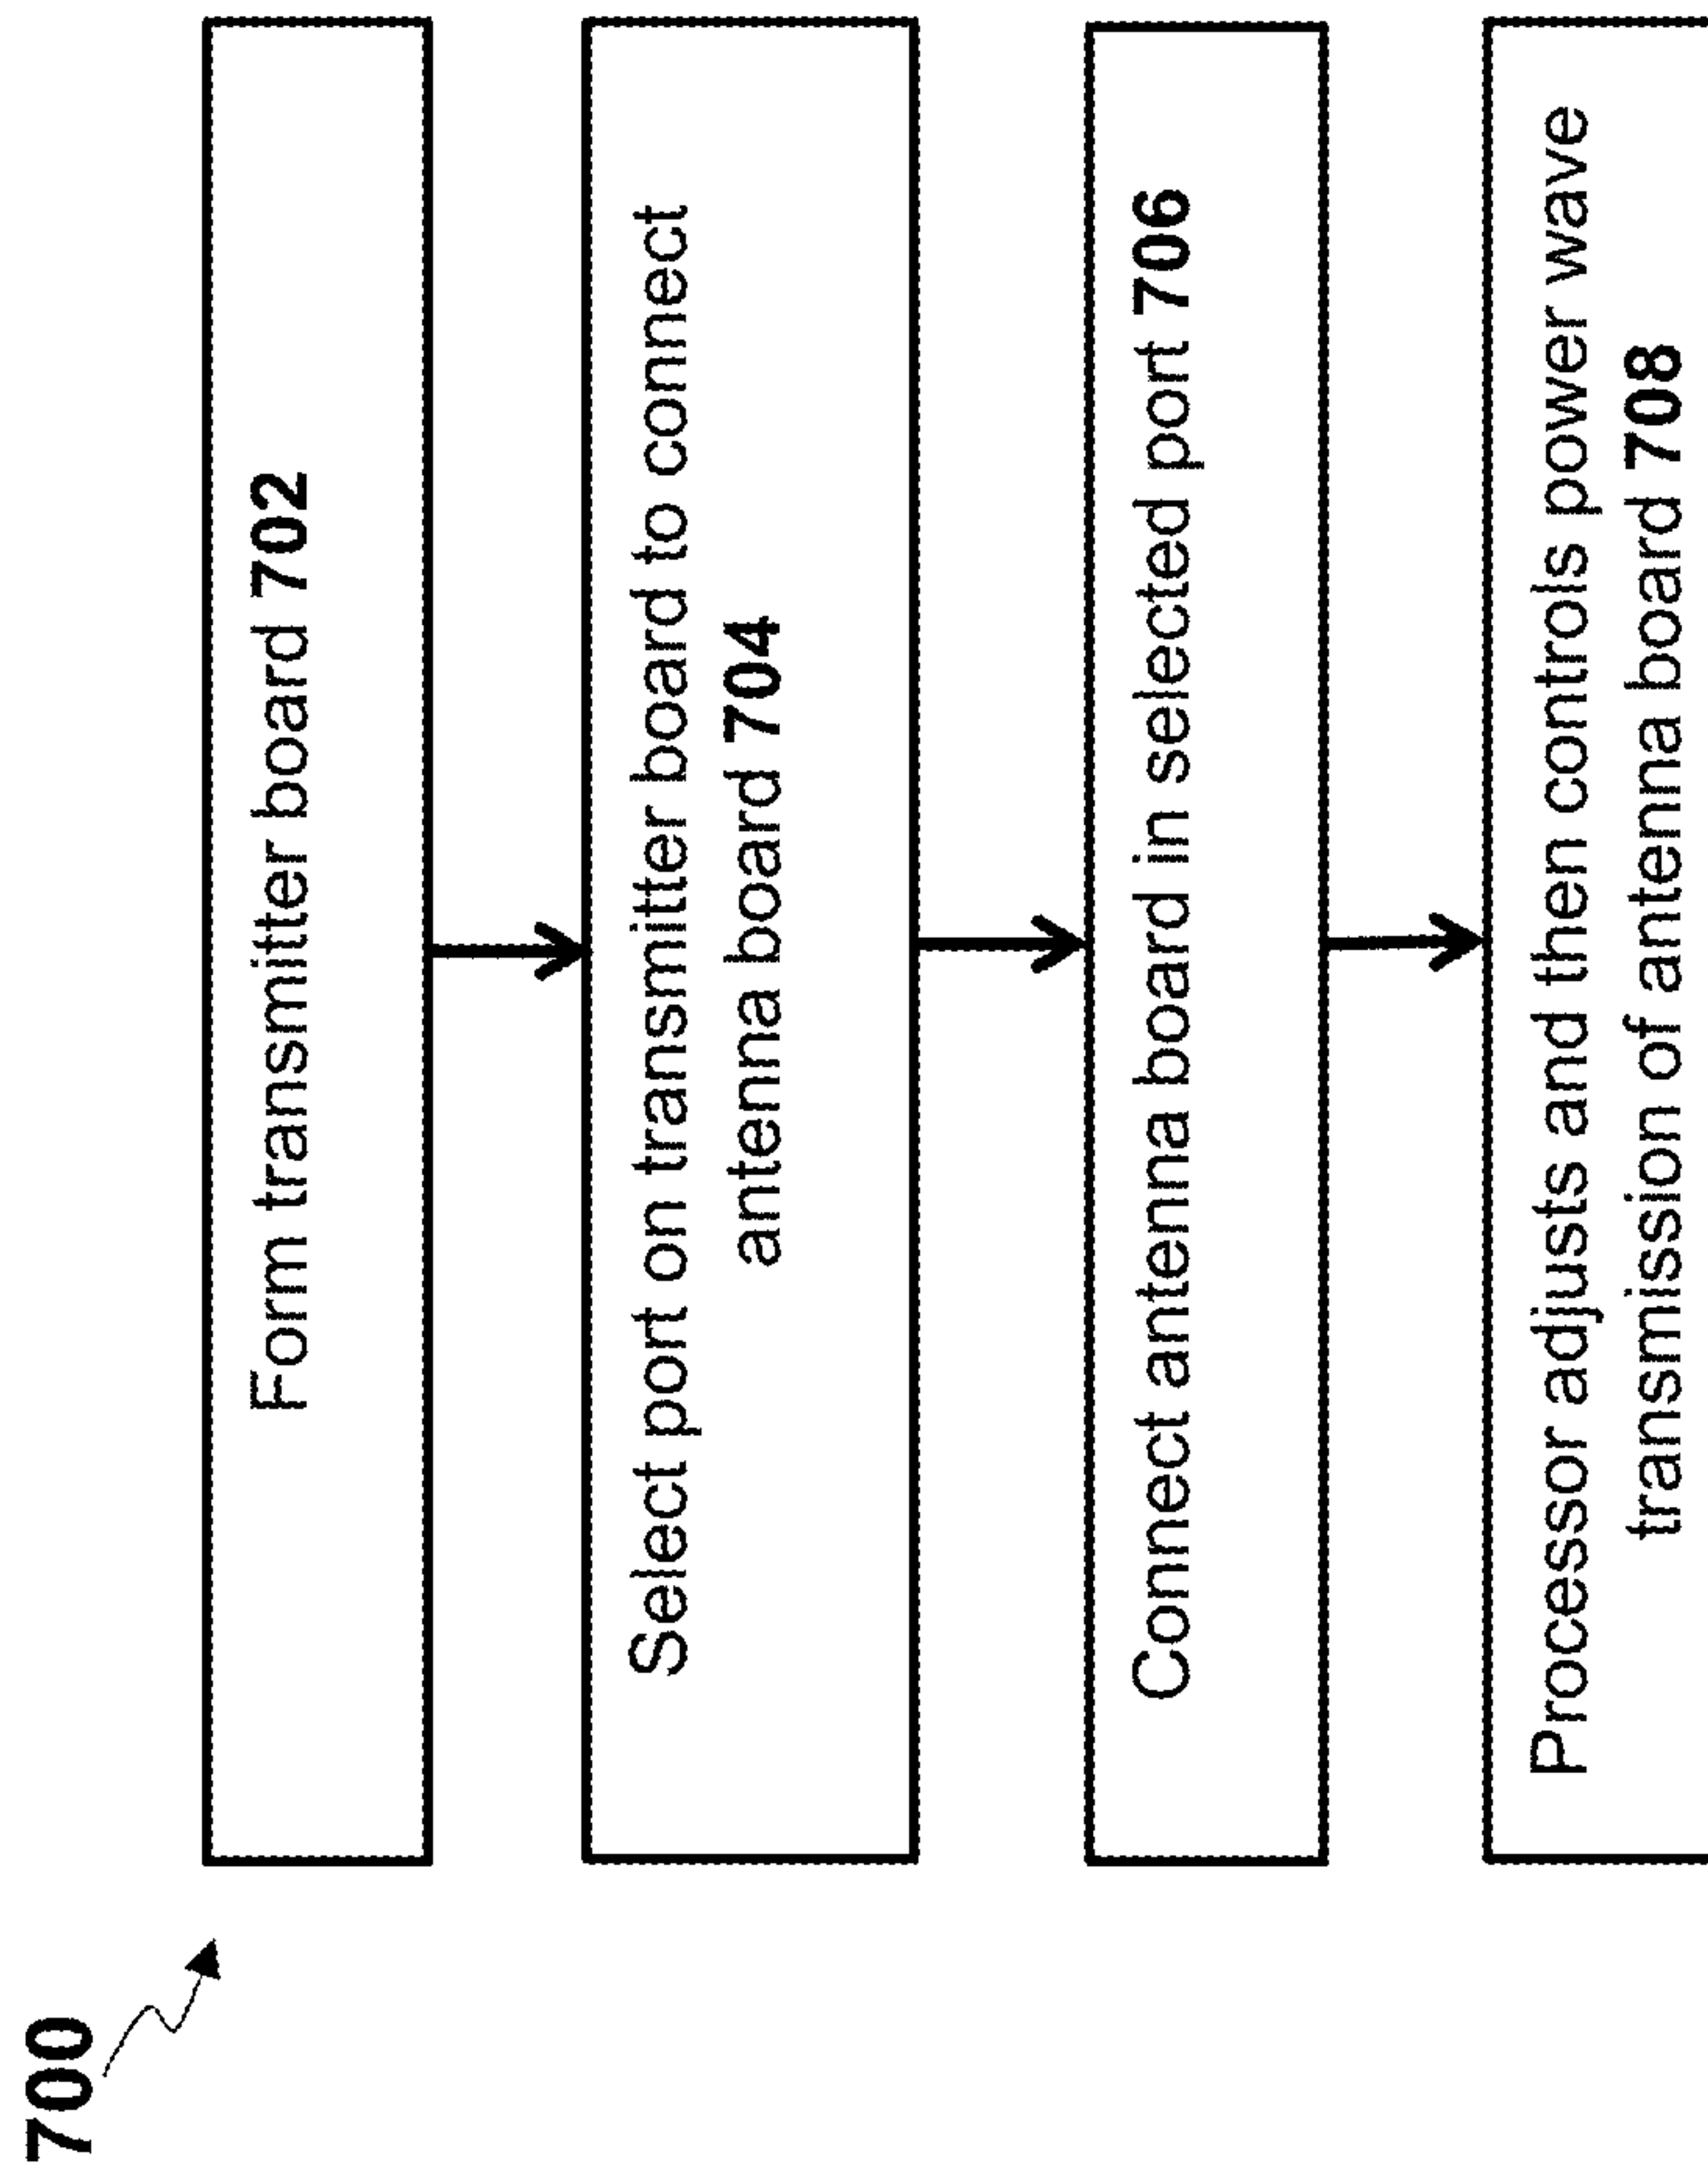 700
Form transmitter board 702
Select port on transmitter board to connect
antenna board 704
Connect antenna board in selected port 706
Processor adjusts and then controls power wave
transmission of antenna board 708